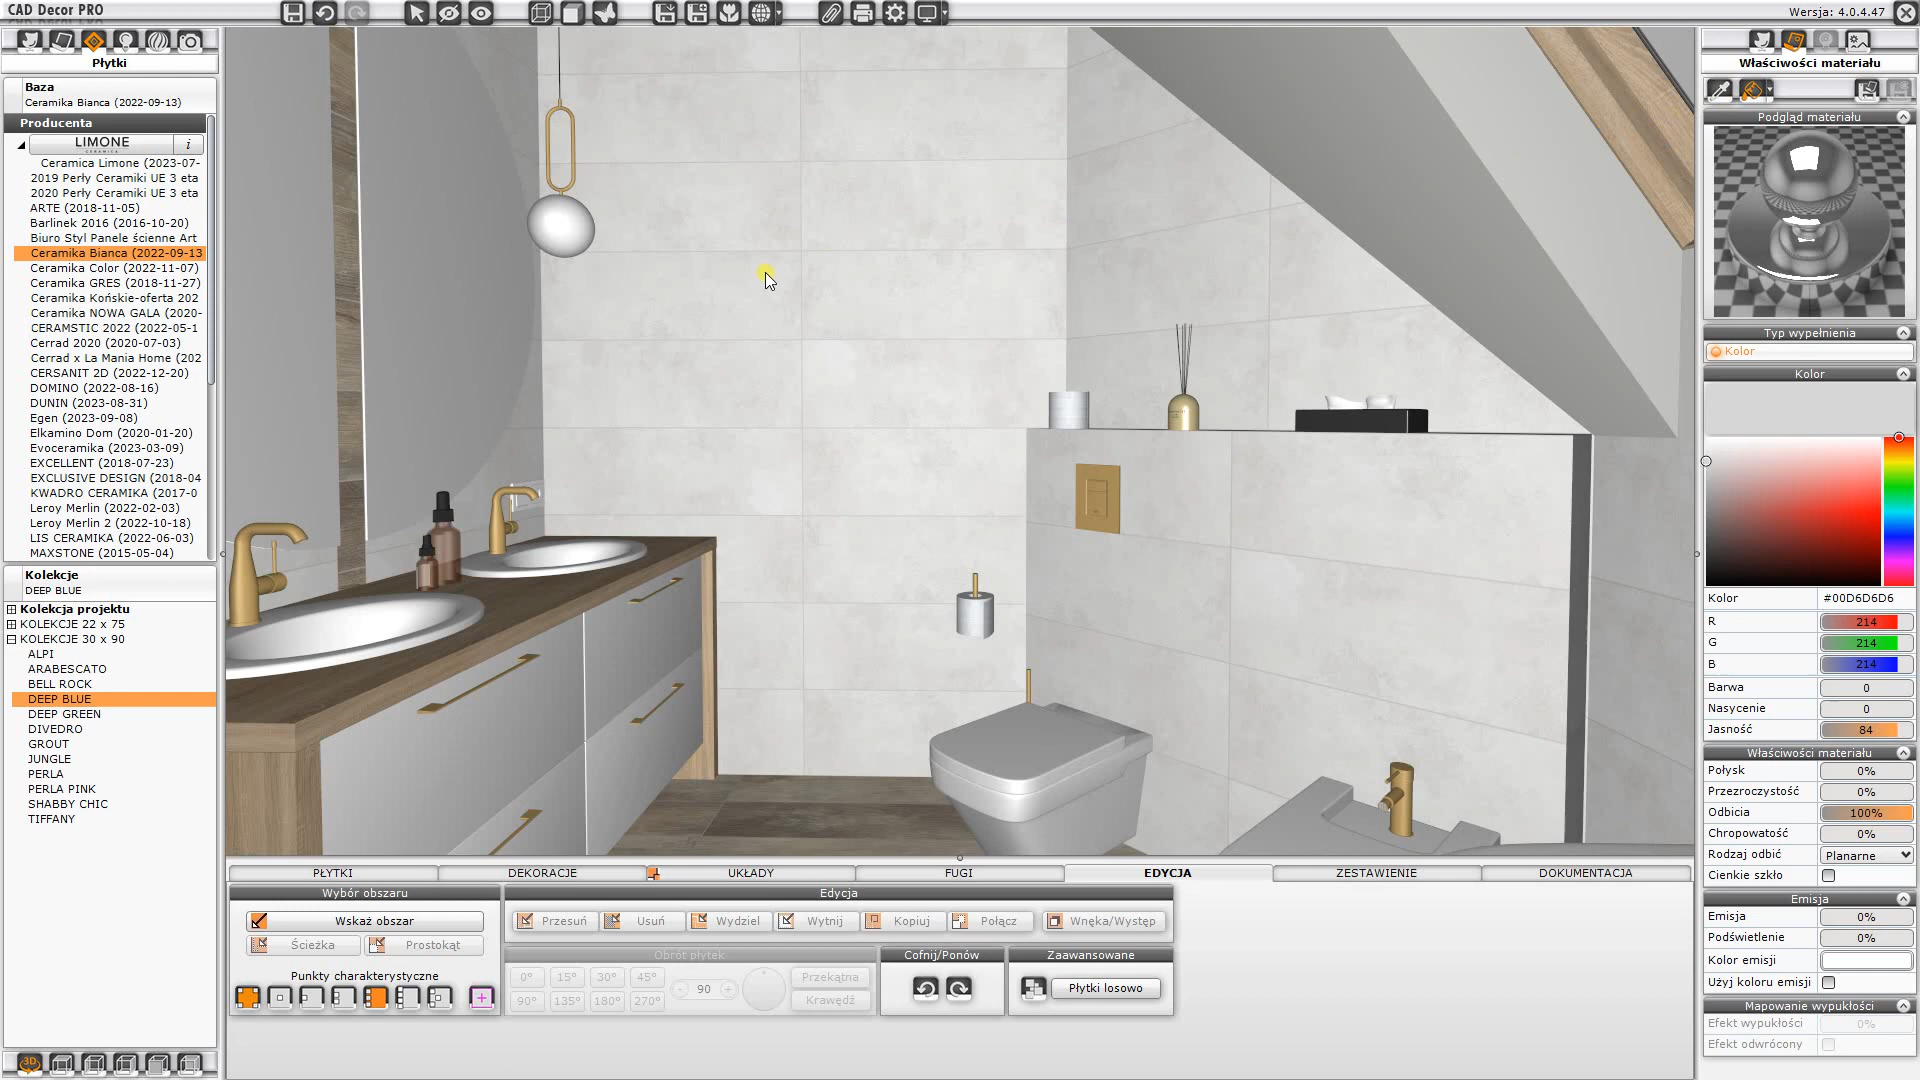 CAD Decor PRO
Wersja: 4.0.4.47
Płytki
Baza
Ceramika Bianca (2022-09-13)
Producenta
LIMONE
CERAMICA
i
Ceramica Limone (2023-07-
2019 Perły Ceramiki UE 3 eta
2020 Perły Ceramiki UE 3 eta
ARTE (2018-11-05)
Barlinek 2016 (2016-10-20)
Biuro Styl Panele ścienne Art
Ceramika Bianca (2022-09-13
Ceramika Color (2022-11-07)
Ceramika GRES (2018-11-27)
Ceramika Końskie-oferta 202
Ceramika NOWA GALA (2020-
CERAMSTIC 2022 (2022-05-1
Cerrad 2020 (2020-07-03)
Cerrad x La Mania Home (202
CERSANIT 2D (2022-12-20)
DOMINO (2022-08-16)
DUNIN (2023-08-31)
Egen (2023-09-08)
Elkamino Dom (2020-01-20)
Evoceramika (2023-03-09)
EXCELLENT (2018-07-23)
EXCLUSIVE DESIGN (2018-04
KWADRO CERAMIKA (2017-0
Leroy Merlin (2022-02-03)
Leroy Merlin 2 (2022-10-18)
LIS CERAMIKA (2022-06-03)
MAXSTONE (2015-05-04)
Kolekcje
DEEP BLUE
Kolekcja projektu
KOLEKCJE 22 x 75
KOLEKCJE 30 x 90
ALPI
ARABESCATO
BELL ROCK
DEEP BLUE
DEEP GREEN
DIVEDRO
GROUT
JUNGLE
PERLA
PERLA PINK
SHABBY CHIC
TIFFANY
3D
PŁYTKI
DEKORACJE
UKŁADY
FUGI
EDYCJA
ZESTAWIENIE
DOKUMENTACJA
Wybór obszaru
Wskaż obszar
Ścieżka
Prostokąt
Punkty charakterystyczne
Edycja
Przesuń
Usuń
Wydziel
Wytnij
Kopiuj
Połącz
Wnęka/Występ
Obrót płytek
0°
15°
30°
45°
90°
135°
180°
270°
- 90 +
Przekątna
Krawędź
Cofnij/Ponów
Zaawansowane
Płytki losowo
Właściwości materiału
Podgląd materiału
Typ wypełnienia
Kolor
Kolor
Kolor #00D6D6D6
R 214
G 214
B 214
Barwa 0
Nasycenie 0
Jasność 84
Właściwości materiału
Połysk 0%
Przezroczystość 0%
Odbicia 100%
Chropowatość 0%
Rodzaj odbić Planarne
Cienkie szkło
Emisja
Emisja 0%
Podświetlenie 0%
Kolor emisji
Użyj koloru emisji
Mapowanie wypukłości
Efekt wypukłości 0%
Efekt odwrócony